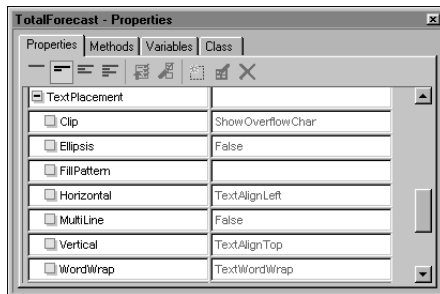 TotalForecast - Properties
Properties Methods Variables Class
TextPlacement
Clip ShowOverflowChar
Ellipsis False
FillPattern
Horizontal TextAlignLeft
MultiLine False
Vertical TextAlignTop
WordWrap TextWordWrap